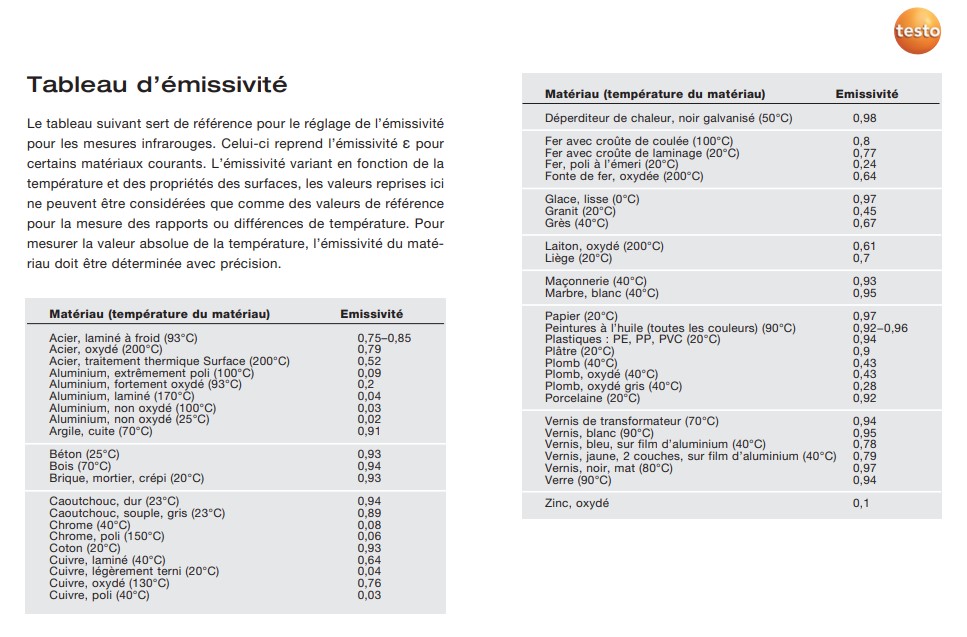 testo
Tableau d’émissivité
Le tableau suivant sert de référence pour le réglage de l’émissivité
pour les mesures infrarouges. Celui-ci reprend l’émissivité ε pour
certains matériaux courants. L’émissivité variant en fonction de la
température et des propriétés des surfaces, les valeurs reprises ici
ne peuvent être considérées que comme des valeurs de référence
pour la mesure des rapports ou différences de température. Pour
mesurer la valeur absolue de la température, l’émissivité du maté-
riau doit être déterminée avec précision.
Matériau (température du matériau) Emissivité
Acier, laminé à froid (93°C) 0,75–0,85
Acier, oxydé (200°C) 0,79
Acier, traitement thermique Surface (200°C) 0,52
Aluminium, extrêmement poli (100°C) 0,09
Aluminium, fortement oxydé (93°C) 0,2
Aluminium, laminé (170°C) 0,04
Aluminium, non oxydé (100°C) 0,03
Aluminium, non oxydé (25°C) 0,02
Argile, cuite (70°C) 0,91
Béton (25°C) 0,93
Bois (70°C) 0,94
Brique, mortier, crépi (20°C) 0,93
Caoutchouc, dur (23°C) 0,94
Caoutchouc, souple, gris (23°C) 0,89
Chrome (40°C) 0,08
Chrome, poli (150°C) 0,06
Coton (20°C) 0,93
Cuivre, laminé (40°C) 0,64
Cuivre, légèrement terni (20°C) 0,04
Cuivre, oxydé (130°C) 0,76
Cuivre, poli (40°C) 0,03
Matériau (température du matériau) Emissivité
Déperditeur de chaleur, noir galvanisé (50°C) 0,98
Fer avec croûte de coulée (100°C) 0,8
Fer avec croûte de laminage (20°C) 0,77
Fer, poli à l’émeri (20°C) 0,24
Fonte de fer, oxydée (200°C) 0,64
Glace, lisse (0°C) 0,97
Granit (20°C) 0,45
Grès (40°C) 0,67
Laiton, oxydé (200°C) 0,61
Liège (20°C) 0,7
Maçonnerie (40°C) 0,93
Marbre, blanc (40°C) 0,95
Papier (20°C) 0,97
Peintures à l’huile (toutes les couleurs) (90°C) 0,92–0,96
Plastiques : PE, PP, PVC (20°C) 0,94
Plâtre (20°C) 0,9
Plomb (40°C) 0,43
Plomb, oxydé (40°C) 0,43
Plomb, oxydé gris (40°C) 0,28
Porcelaine (20°C) 0,92
Vernis de transformateur (70°C) 0,94
Vernis, blanc (90°C) 0,95
Vernis, bleu, sur film d’aluminium (40°C) 0,78
Vernis, jaune, 2 couches, sur film d’aluminium (40°C) 0,79
Vernis, noir, mat (80°C) 0,97
Verre (90°C) 0,94
Zinc, oxydé 0,1